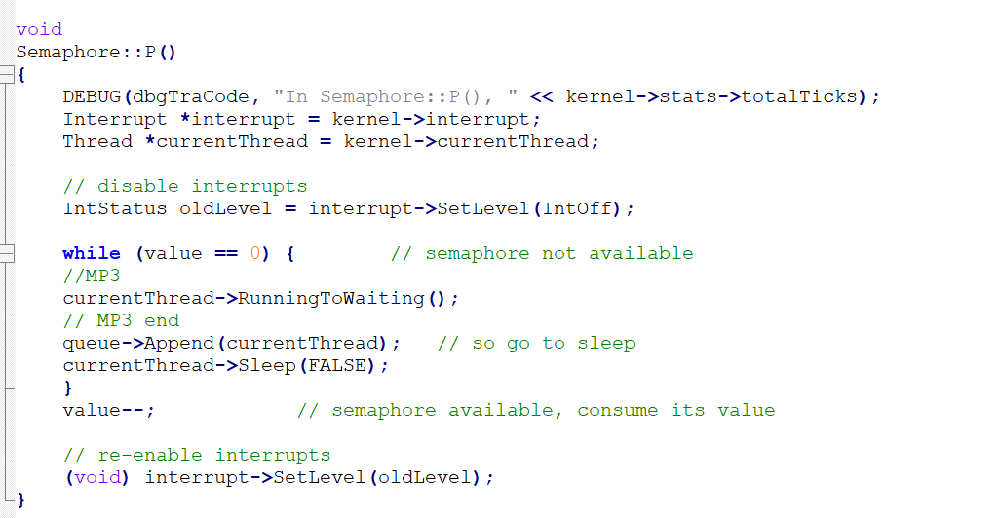 void
Semaphore::P()
{
DEBUG(dbgTraCode, "In Semaphore::P(), " << kernel->stats->totalTicks);
Interrupt *interrupt = kernel->interrupt;
Thread *currentThread = kernel->currentThread;
// disable interrupts
IntStatus oldLevel = interrupt->SetLevel(IntOff);
while (value == 0) { // semaphore not available
//MP3
currentThread->RunningToWaiting();
// MP3 end
queue->Append(currentThread); // so go to sleep
currentThread->Sleep(FALSE);
}
value--; // semaphore available, consume its value
// re-enable interrupts
(void) interrupt->SetLevel(oldLevel);
}